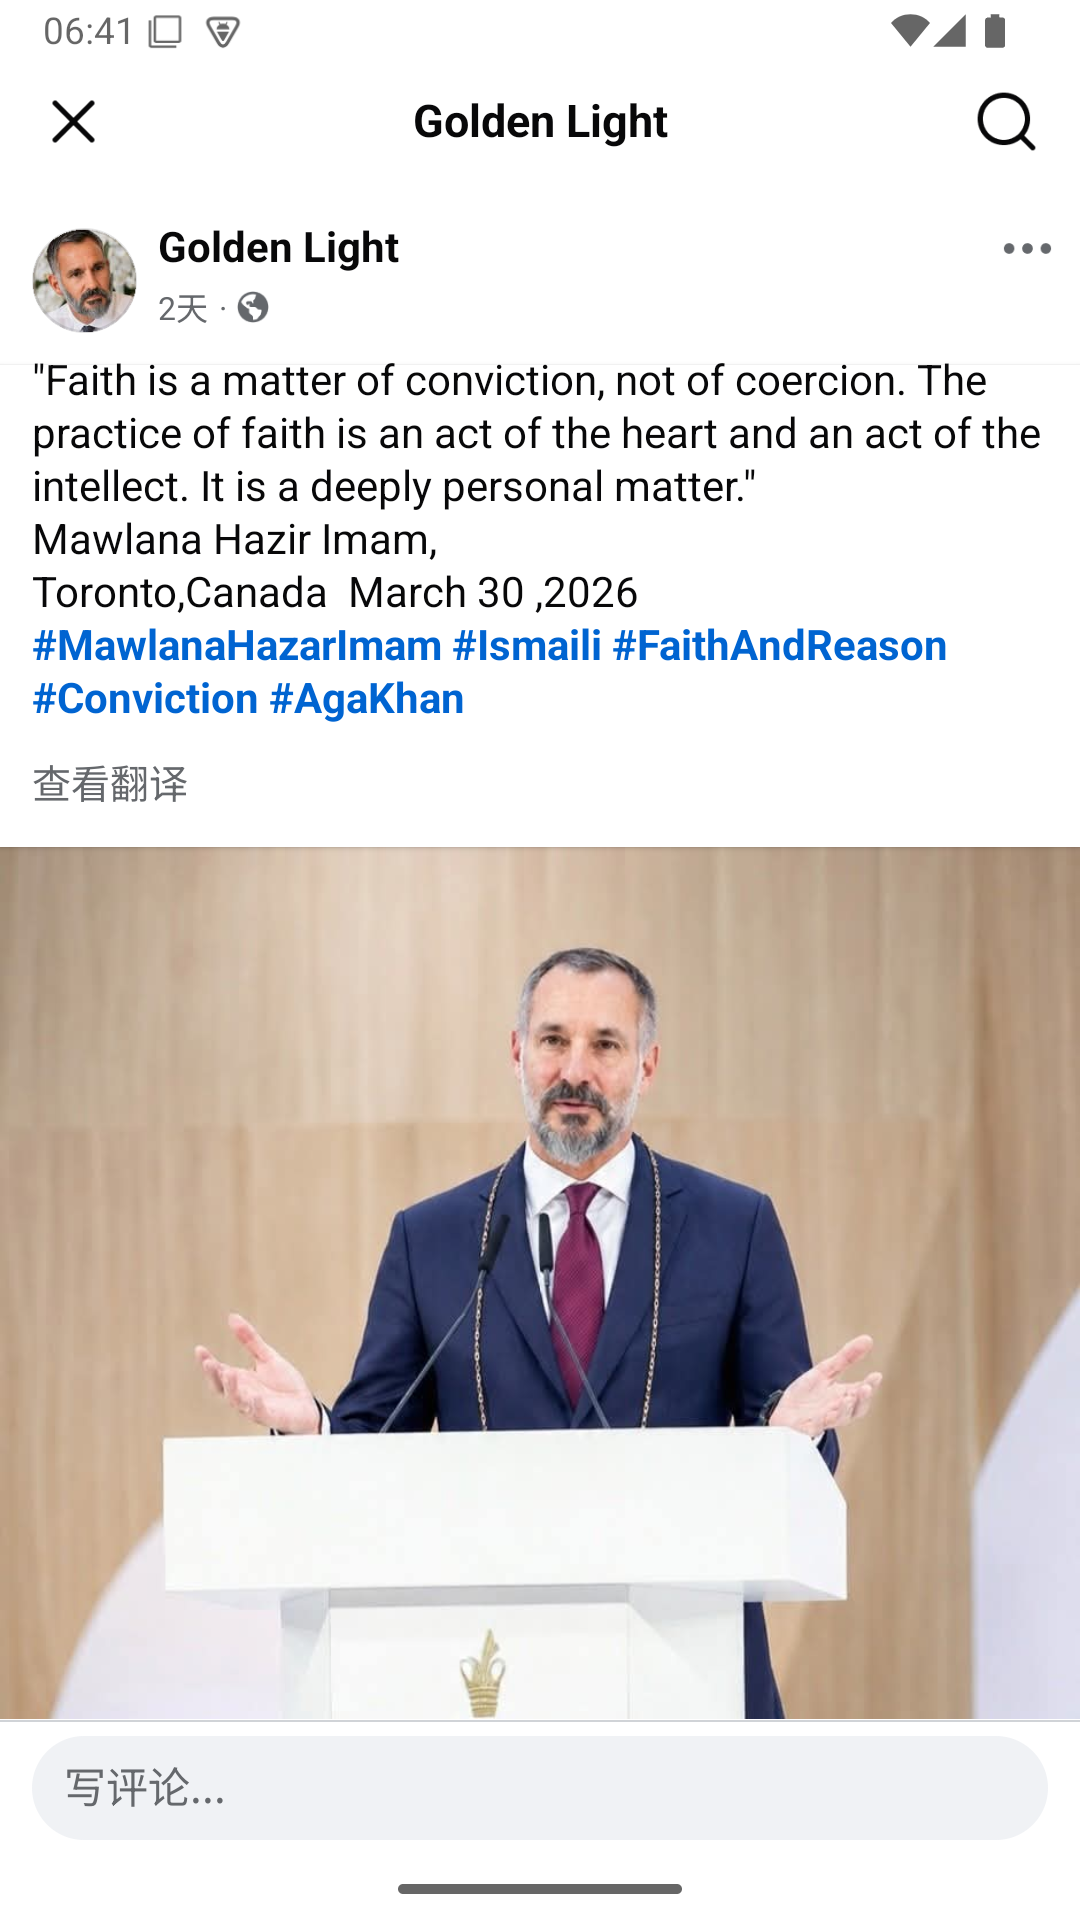 06:41
Golden Light
Golden Light
2天 ·
"Faith is a matter of conviction, not of coercion. The
practice of faith is an act of the heart and an act of the
intellect. It is a deeply personal matter."
Mawlana Hazir Imam,
Toronto,Canada  March 30 ,2026
#MawlanaHazarImam #Ismaili #FaithAndReason
#Conviction #AgaKhan
查看翻译
写评论...